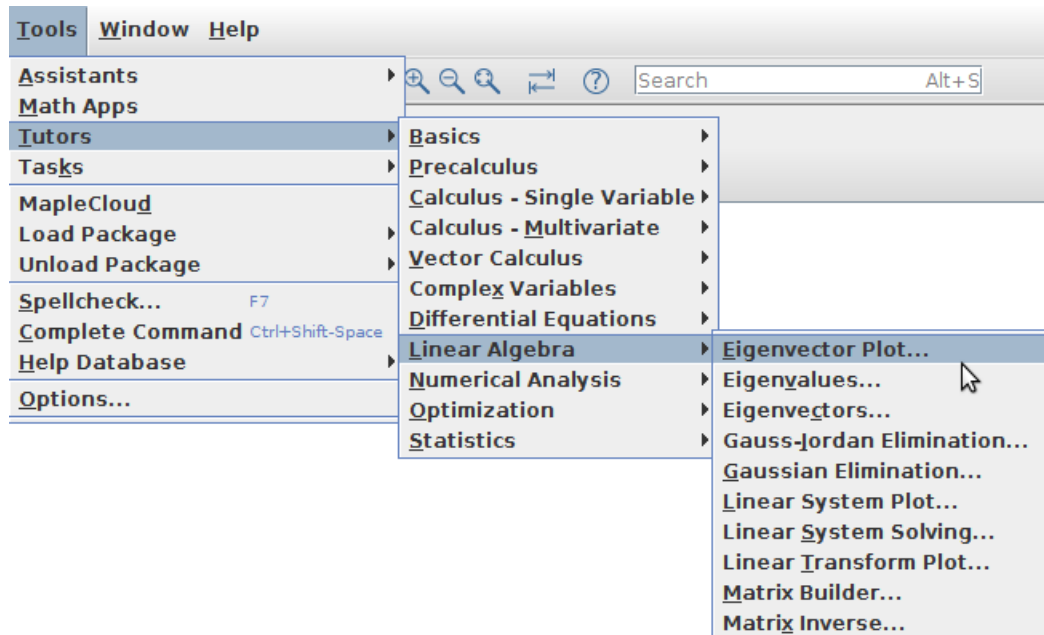 Tools Window Help
Search Alt+S
Assistants
Math Apps
Tutors
Tasks
MapleCloud
Load Package
Unload Package
Spellcheck... F7
Complete Command Ctrl+Shift-Space
Help Database
Options...
Basics
Precalculus
Calculus - Single Variable
Calculus - Multivariate
Vector Calculus
Complex Variables
Differential Equations
Linear Algebra
Numerical Analysis
Optimization
Statistics
Eigenvector Plot...
Eigenvalues...
Eigenvectors...
Gauss-Jordan Elimination...
Gaussian Elimination...
Linear System Plot...
Linear System Solving...
Linear Transform Plot...
Matrix Builder...
Matrix Inverse...